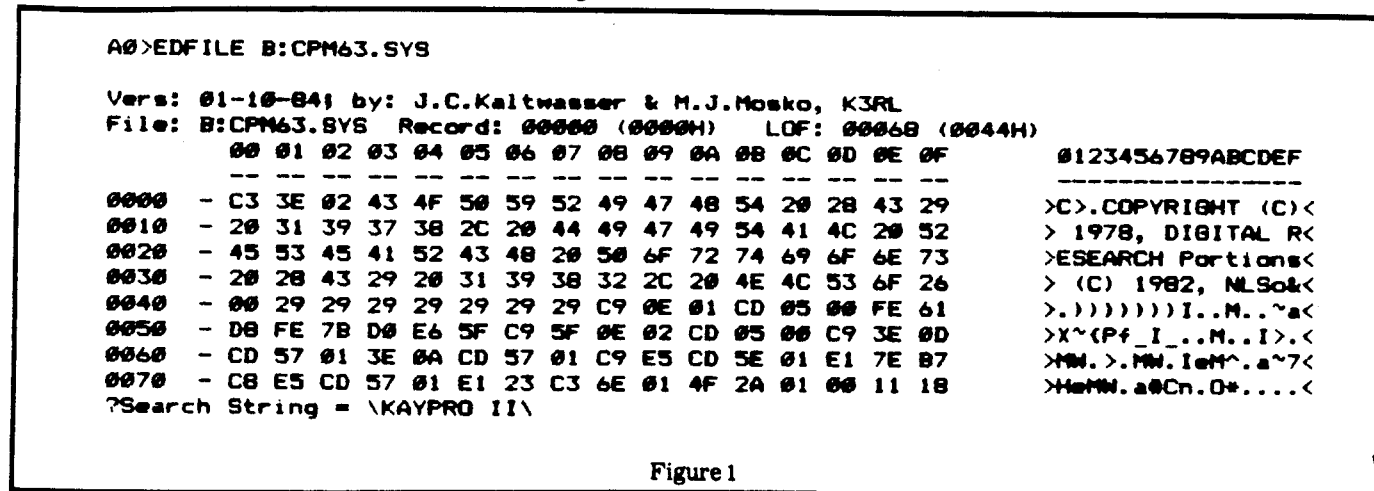 A0>EDFILE B:CPM63.SYS
Vers: 01-10-84; by: J.C.Kaltwasser & M.J.Mosko, K3RL
File: B:CPM63.SYS  Record: 00000 (0000H)   LOF: 00068 (0044H)
00 01 02 03 04 05 06 07 08 09 0A 0B 0C 0D 0E 0F   0123456789ABCDEF
-- -- -- -- -- -- -- -- -- -- -- -- -- -- -- --   ----------------
0000 - C3 3E 02 43 4F 50 59 52 49 47 48 54 20 28 43 29   >C>.COPYRIGHT (C)<
0010 - 20 31 39 37 38 2C 20 44 49 47 49 54 41 4C 20 52   > 1978, DIGITAL R<
0020 - 45 53 45 41 52 43 48 20 50 6F 72 74 69 6F 6E 73   >ESEARCH Portions<
0030 - 20 28 43 29 20 31 39 38 32 2C 20 4E 4C 53 6F 26   > (C) 1982, NLSo&<
0040 - 00 29 29 29 29 29 29 29 C9 0E 01 CD 05 00 FE 61   >.)))))))I..M..~a<
0050 - D8 FE 7B D0 E6 5F C9 5F 0E 02 CD 05 00 C9 3E 0D   >X~{Pf_I_..M..I>.<
0060 - CD 57 01 3E 0A CD 57 01 C9 E5 CD 5E 01 E1 7E B7   >MW.>.MW.IeM^.a~7<
0070 - C8 E5 CD 57 01 E1 23 C3 6E 01 4F 2A 01 00 11 18   >HeMW.a#Cn.O*....<
?Search String = \KAYPRO II\
Figure 1